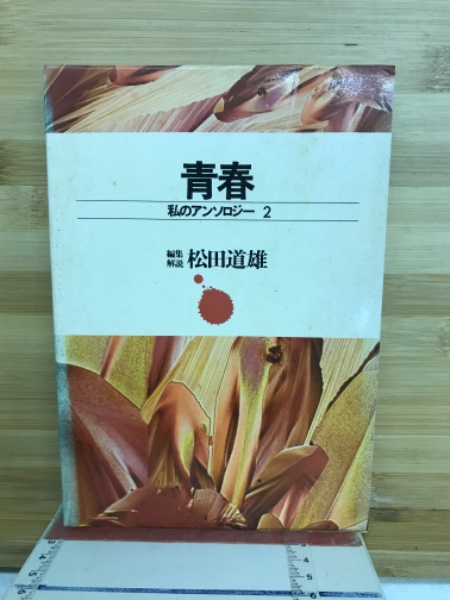 青春
私のアンソロジー 2
編集
解説 松田道雄